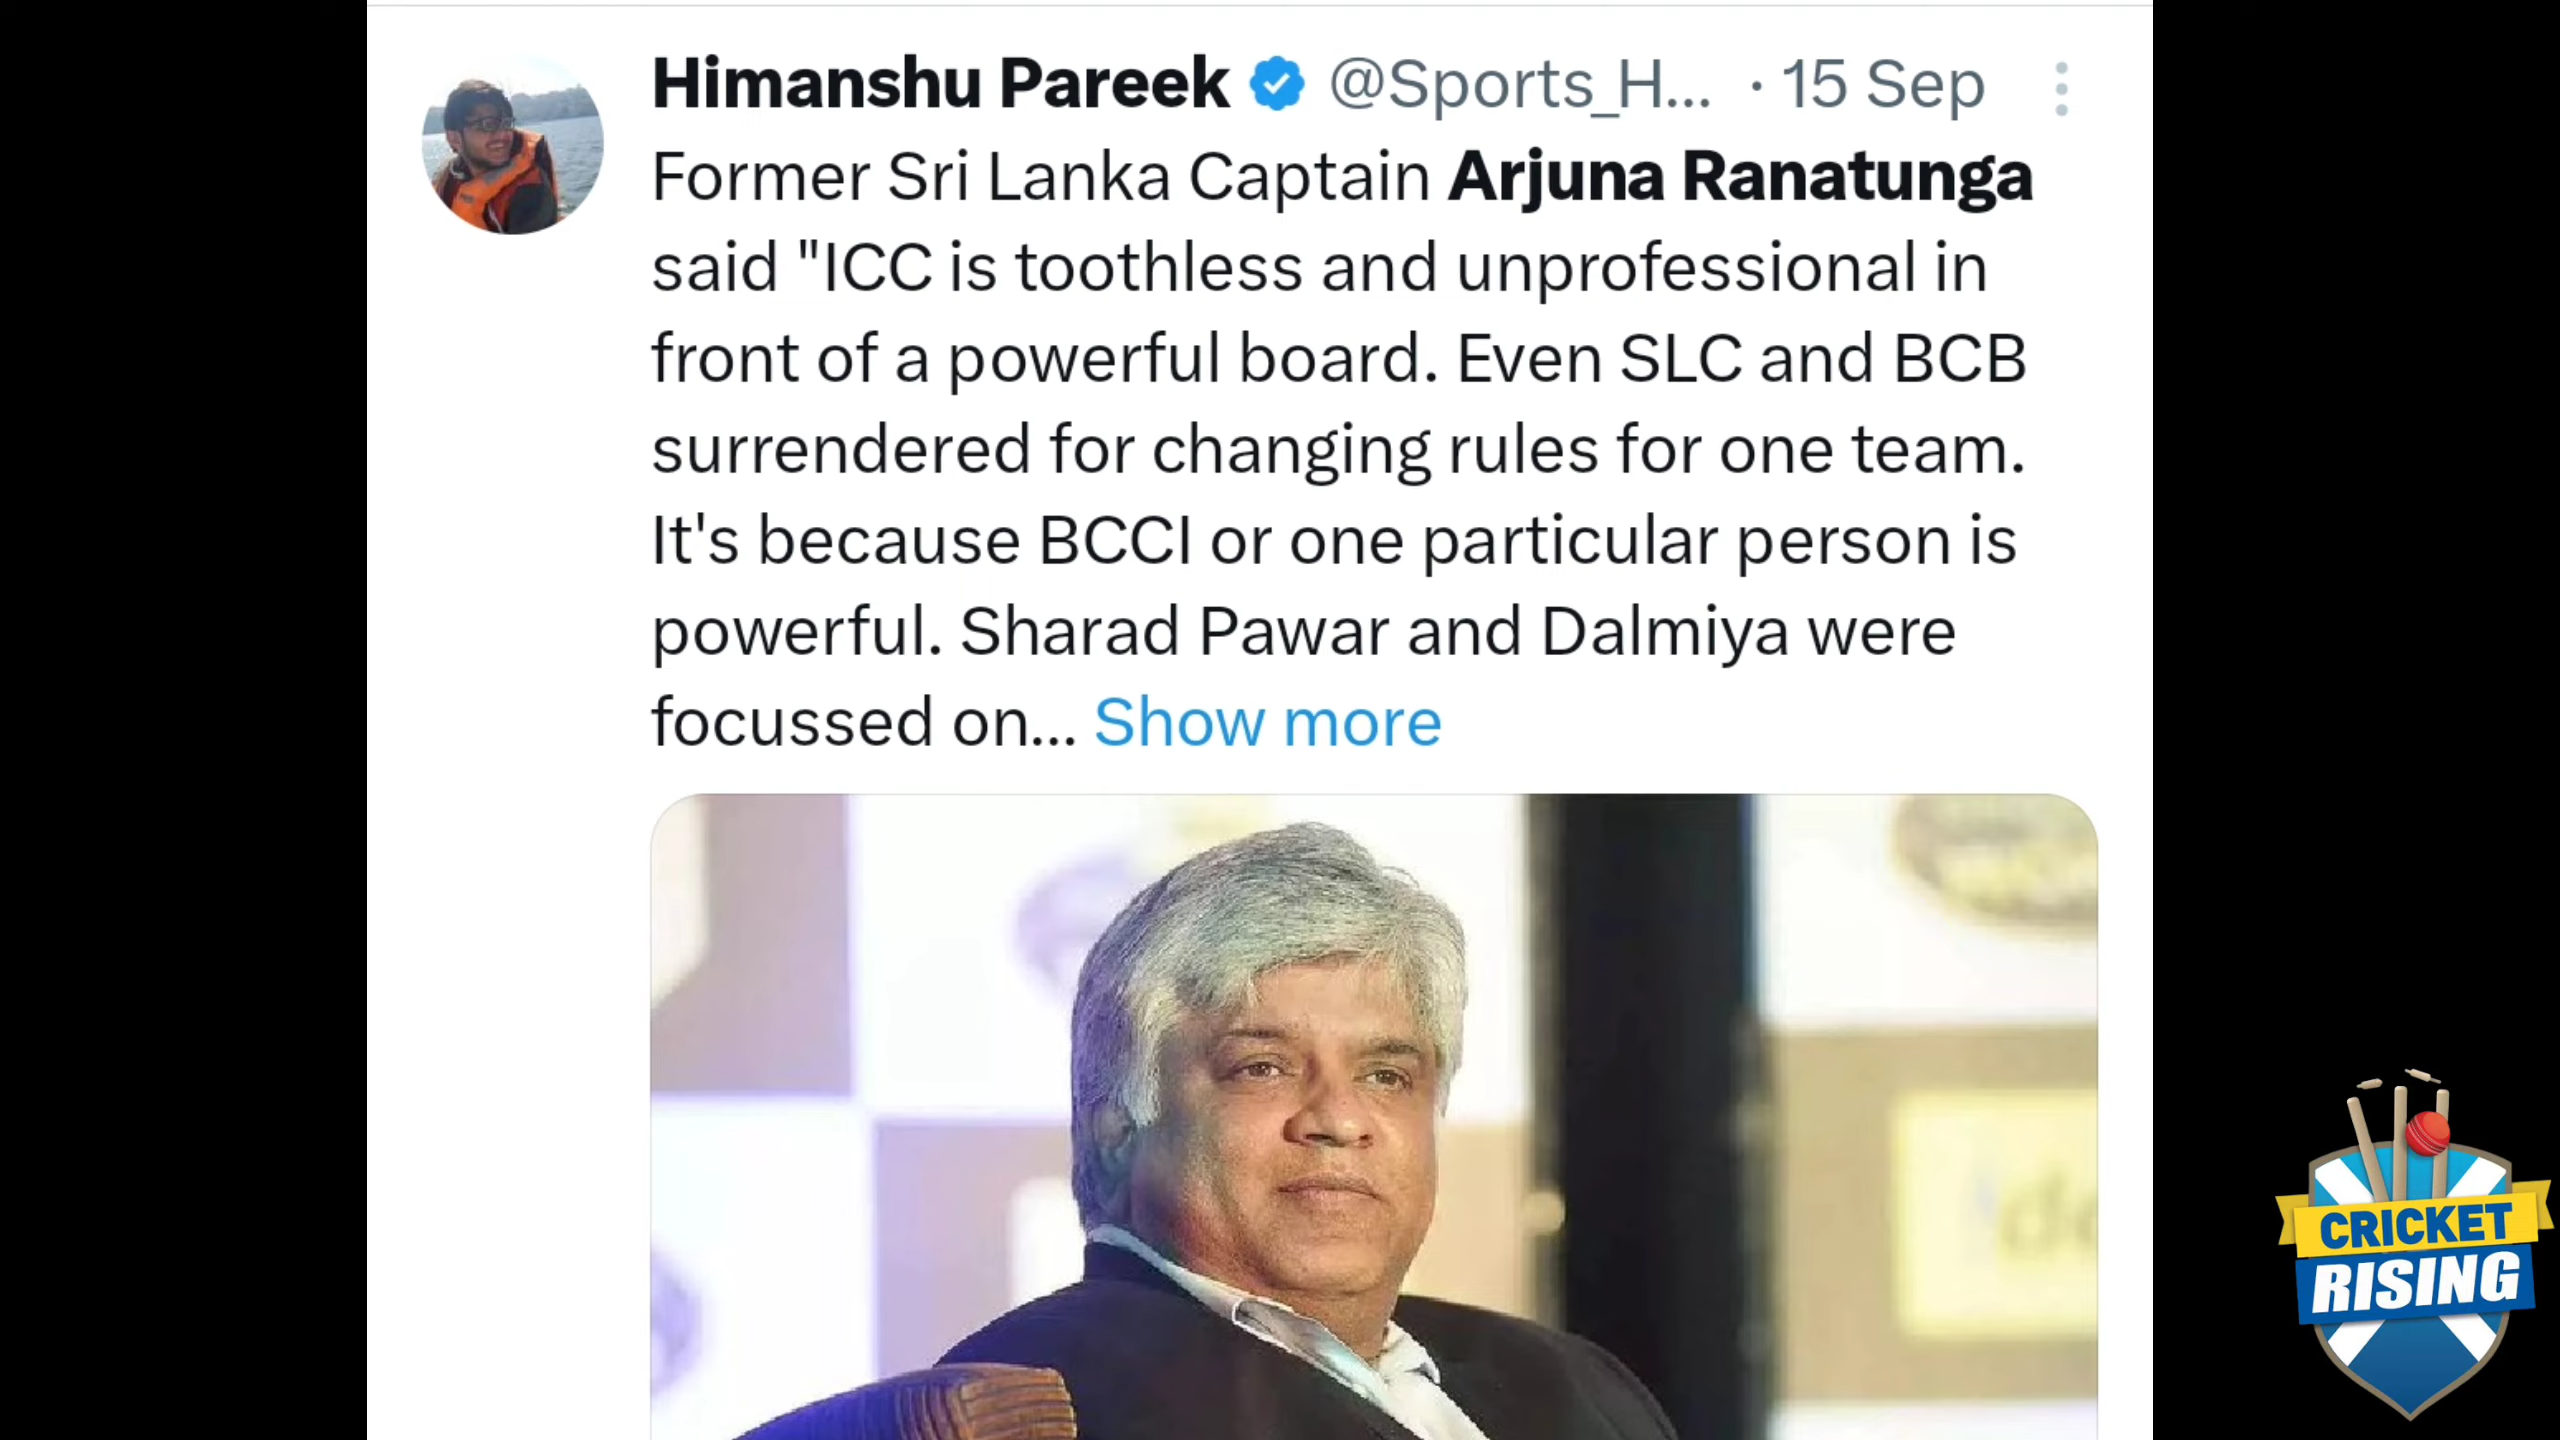 Himanshu Pareek @Sports_H... · 15 Sep
Former Sri Lanka Captain Arjuna Ranatunga
said "ICC is toothless and unprofessional in
front of a powerful board. Even SLC and BCB
surrendered for changing rules for one team.
It's because BCCI or one particular person is
powerful. Sharad Pawar and Dalmiya were
focussed on... Show more
CRICKET
RISING